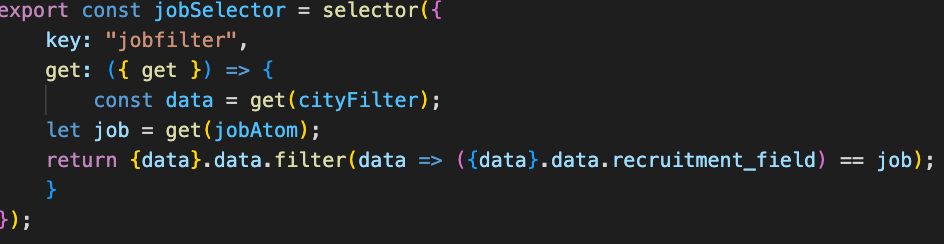 export const jobSelector = selector({
key: "jobfilter",
get: ({ get }) => {
const data = get(cityFilter);
let job = get(jobAtom);
return {data}.data.filter(data => ({data}.data.recruitment_field) == job);
}
});